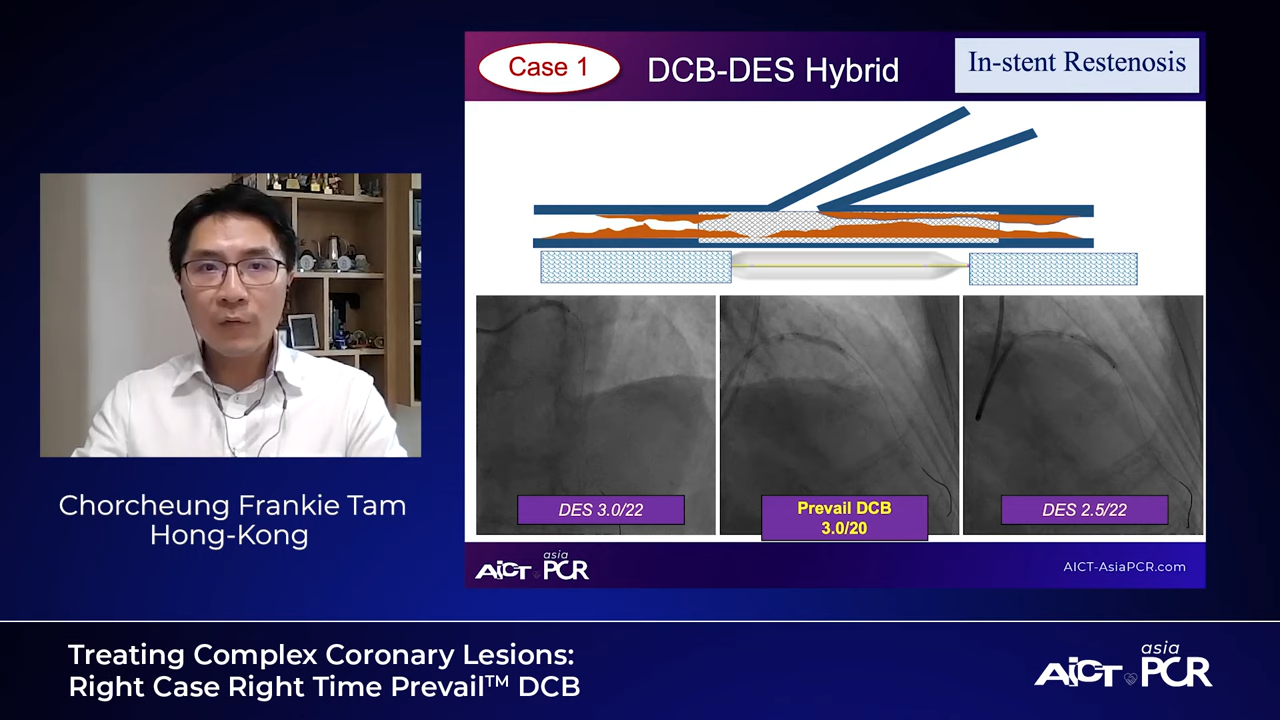 Case 1
DCB-DES Hybrid
In-stent Restenosis
DES 3.0/22
Prevail DCB
3.0/20
DES 2.5/22
AICT asia PCR
AICT-AsiaPCR.com
Chorcheung Frankie Tam
Hong-Kong
Treating Complex Coronary Lesions:
Right Case Right Time Prevail™ DCB
AICT asia PCR